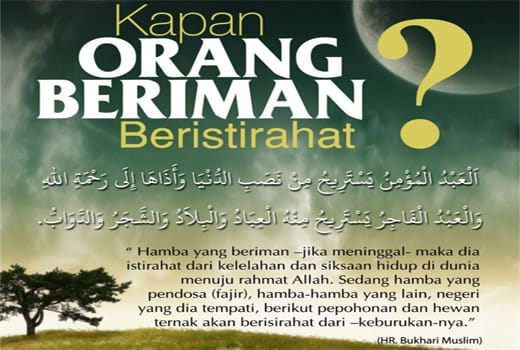 Kapan
ORANG
BERIMAN
Beristirahat
?
اَلْعَبْدُ الْمُؤْمِنُ يَسْتَرِيحُ مِنْ نَصَبِ الدُّنْيَا وَأَذَاهَا إِلَى رَحْمَةِ اللهِ
وَالْعَبْدُ الْفَاجِرُ يَسْتَرِيحُ مِنْهُ الْعِبَادُ وَالْبِلَادُ وَالشَّجَرُ وَالدَّوَابُّ.
“ Hamba yang beriman –jika meninggal- maka dia
istirahat dari kelelahan dan siksaan hidup di dunia
menuju rahmat Allah. Sedang hamba yang
pendosa (fajir), hamba-hamba yang lain, negeri
yang dia tempati, berikut pepohonan dan hewan
ternak akan berisirahat dari –keburukan-nya.”
(HR. Bukhari Muslim)